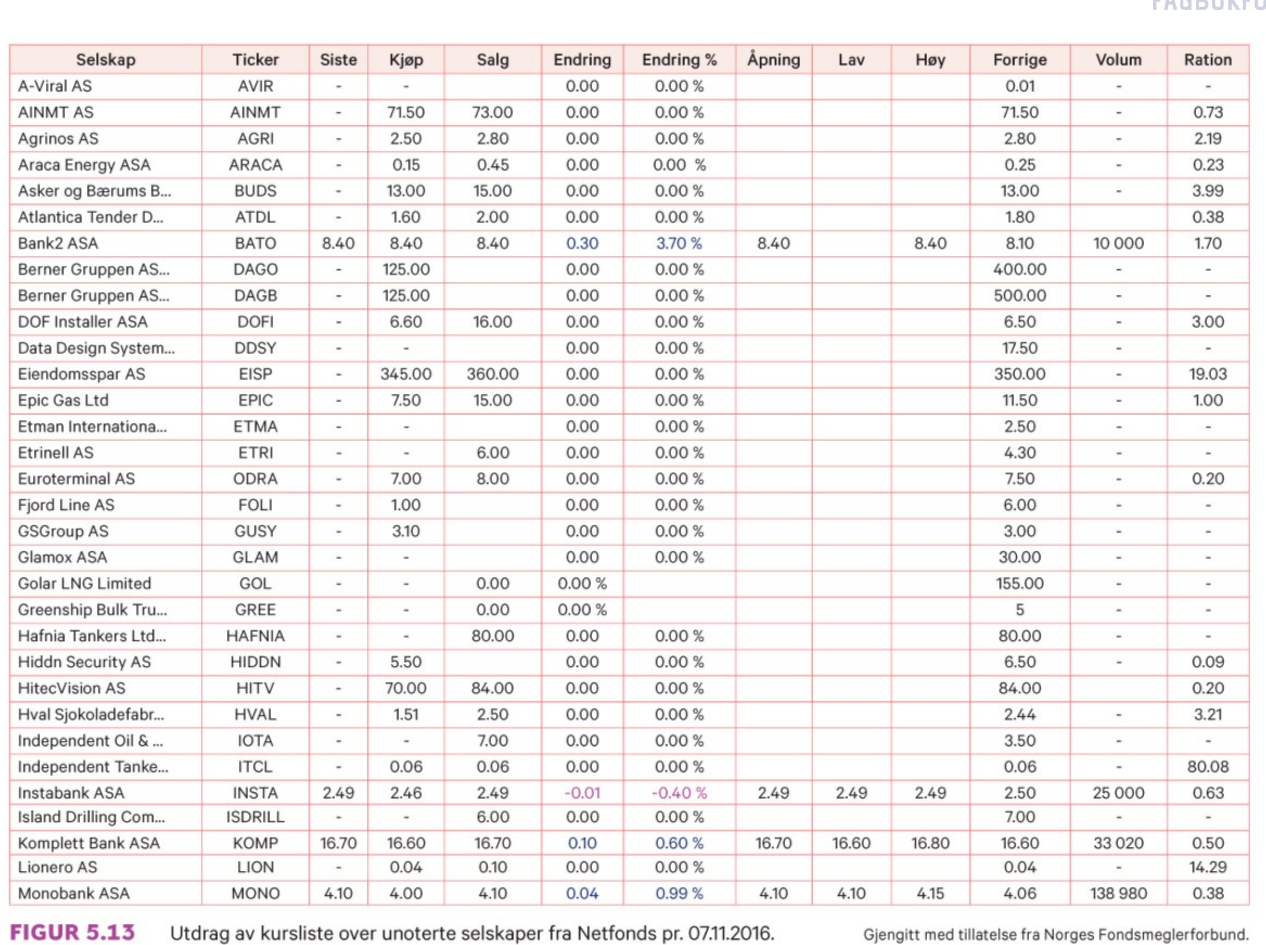 Selskap Ticker Siste Kjøp Salg Endring Endring % Åpning Lav Høy Forrige Volum Ration
A-Viral AS AVIR - - 0.00 0.00 % 0.01 - -
AINMT AS AINMT - 71.50 73.00 0.00 0.00 % 71.50 - 0.73
Agrinos AS AGRI - 2.50 2.80 0.00 0.00 % 2.80 - 2.19
Araca Energy ASA ARACA - 0.15 0.45 0.00 0.00 % 0.25 - 0.23
Asker og Bærums B... BUDS - 13.00 15.00 0.00 0.00 % 13.00 - 3.99
Atlantica Tender D... ATDL - 1.60 2.00 0.00 0.00 % 1.80 0.38
Bank2 ASA BATO 8.40 8.40 8.40 0.30 3.70 % 8.40 8.40 8.10 10 000 1.70
Berner Gruppen AS... DAGO - 125.00 0.00 0.00 % 400.00 - -
Berner Gruppen AS... DAGB - 125.00 0.00 0.00 % 500.00 - -
DOF Installer ASA DOFI - 6.60 16.00 0.00 0.00 % 6.50 - 3.00
Data Design System... DDSY - - 0.00 0.00 % 17.50 - -
Eiendomsspar AS EISP - 345.00 360.00 0.00 0.00 % 350.00 - 19.03
Epic Gas Ltd EPIC - 7.50 15.00 0.00 0.00 % 11.50 - 1.00
Etman Internationa... ETMA - - 0.00 0.00 % 2.50 - -
Etrinell AS ETRI - - 6.00 0.00 0.00 % 4.30 - -
Euroterminal AS ODRA - 7.00 8.00 0.00 0.00 % 7.50 - 0.20
Fjord Line AS FOLI - 1.00 0.00 0.00 % 6.00 - -
GSGroup AS GUSY - 3.10 0.00 0.00 % 3.00 - -
Glamox ASA GLAM - - 0.00 0.00 % 30.00 - -
Golar LNG Limited GOL - - 0.00 0.00 % 155.00 - -
Greenship Bulk Tru... GREE - - 0.00 0.00 % 5 - -
Hafnia Tankers Ltd... HAFNIA - - 80.00 0.00 0.00 % 80.00 - -
Hiddn Security AS HIDDN - 5.50 0.00 0.00 % 6.50 - 0.09
HitecVision AS HITV - 70.00 84.00 0.00 0.00 % 84.00 0.20
Hval Sjokoladefabr... HVAL - 1.51 2.50 0.00 0.00 % 2.44 - 3.21
Independent Oil & ... IOTA - - 7.00 0.00 0.00 % 3.50 - -
Independent Tanke... ITCL - 0.06 0.06 0.00 0.00 % 0.06 - 80.08
Instabank ASA INSTA 2.49 2.46 2.49 -0.01 -0.40 % 2.49 2.49 2.49 2.50 25 000 0.63
Island Drilling Com... ISDRILL - - 6.00 0.00 0.00 % 7.00 - -
Komplett Bank ASA KOMP 16.70 16.60 16.70 0.10 0.60 % 16.70 16.60 16.80 16.60 33 020 0.50
Lionero AS LION - 0.04 0.10 0.00 0.00 % 0.04 - 14.29
Monobank ASA MONO 4.10 4.00 4.10 0.04 0.99 % 4.10 4.10 4.15 4.06 138 980 0.38
FIGUR 5.13 Utdrag av kursliste over unoterte selskaper fra Netfonds pr. 07.11.2016. Gjengitt med tillatelse fra Norges Fondsmeglerforbund.